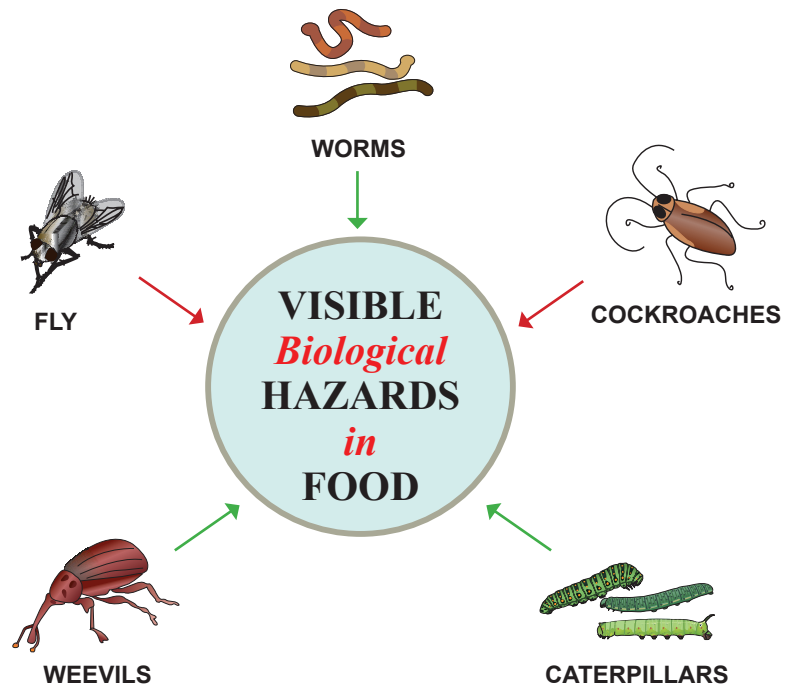 WORMS
FLY
COCKROACHES
VISIBLE
Biological
HAZARDS
in
FOOD
WEEVILS
CATERPILLARS